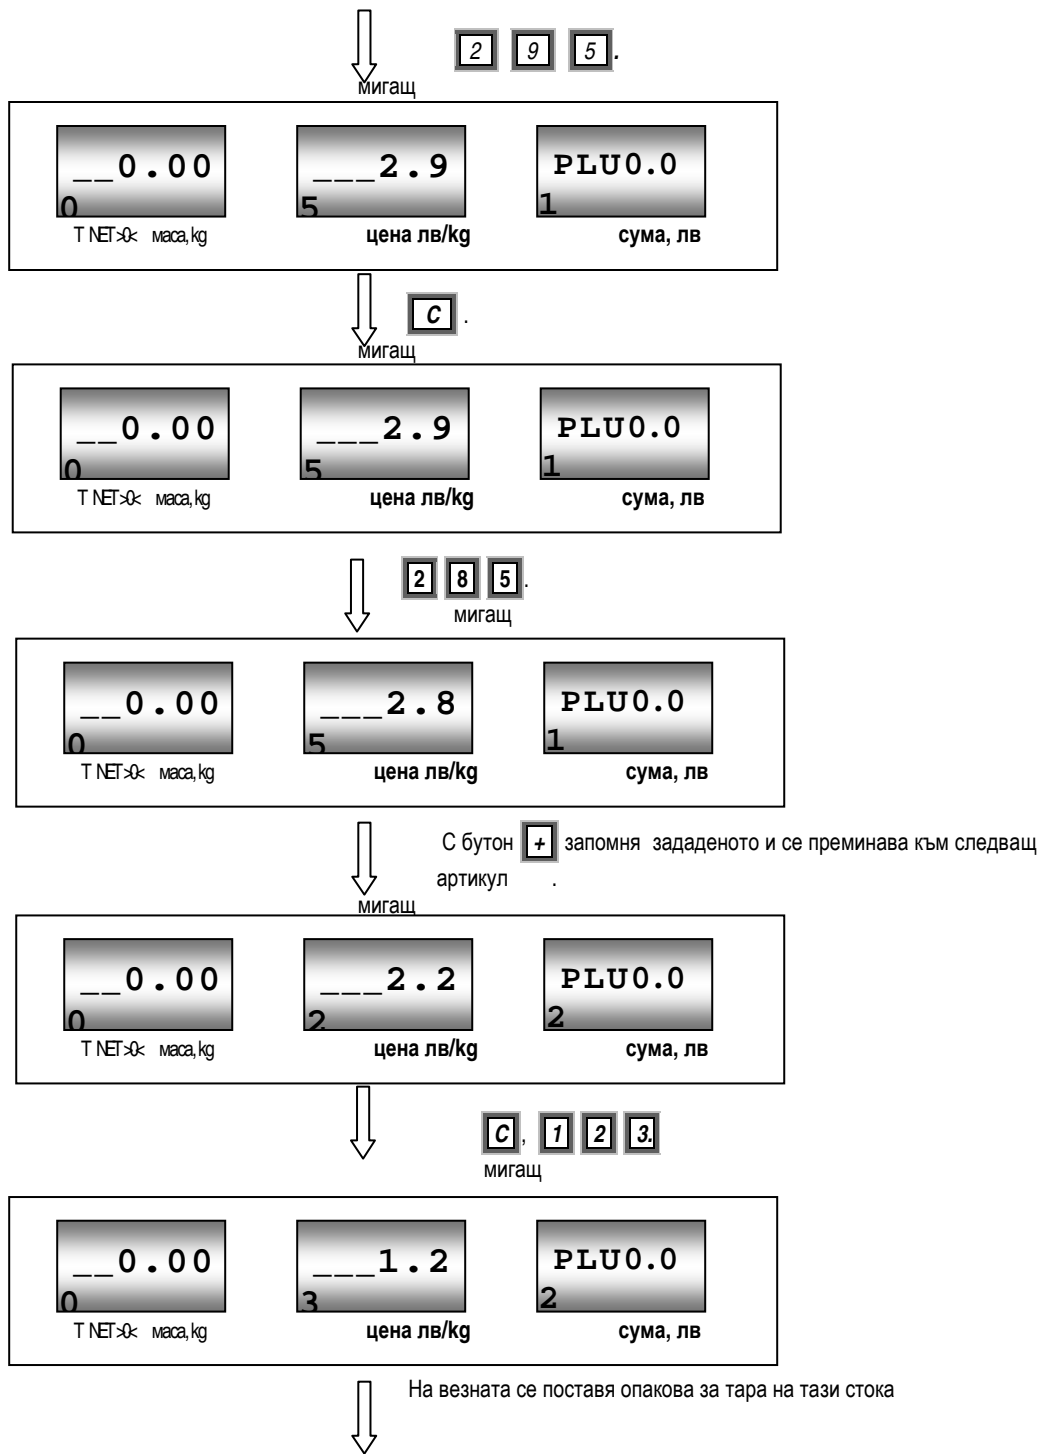 2 9 5.
мигащ
__0.00 ___2.9 PLU0.0
0 5 1
T NET>0< маса,kg цена лв/kg сума, лв
C .
мигащ
__0.00 ___2.9 PLU0.0
0 5 1
T NET>0< маса,kg цена лв/kg сума, лв
2 8 5 .
мигащ
__0.00 ___2.8 PLU0.0
0 5 1
T NET>0< маса,kg цена лв/kg сума, лв
С бутон + запомня зададеното и се преминава към следващ
артикул .
мигащ
__0.00 ___2.2 PLU0.0
0 2 2
T NET>0< маса,kg цена лв/kg сума, лв
C , 1 2 3.
мигащ
__0.00 ___1.2 PLU0.0
0 3 2
T NET>0< маса,kg цена лв/kg сума, лв
На везната се поставя опакова за тара на тази стока